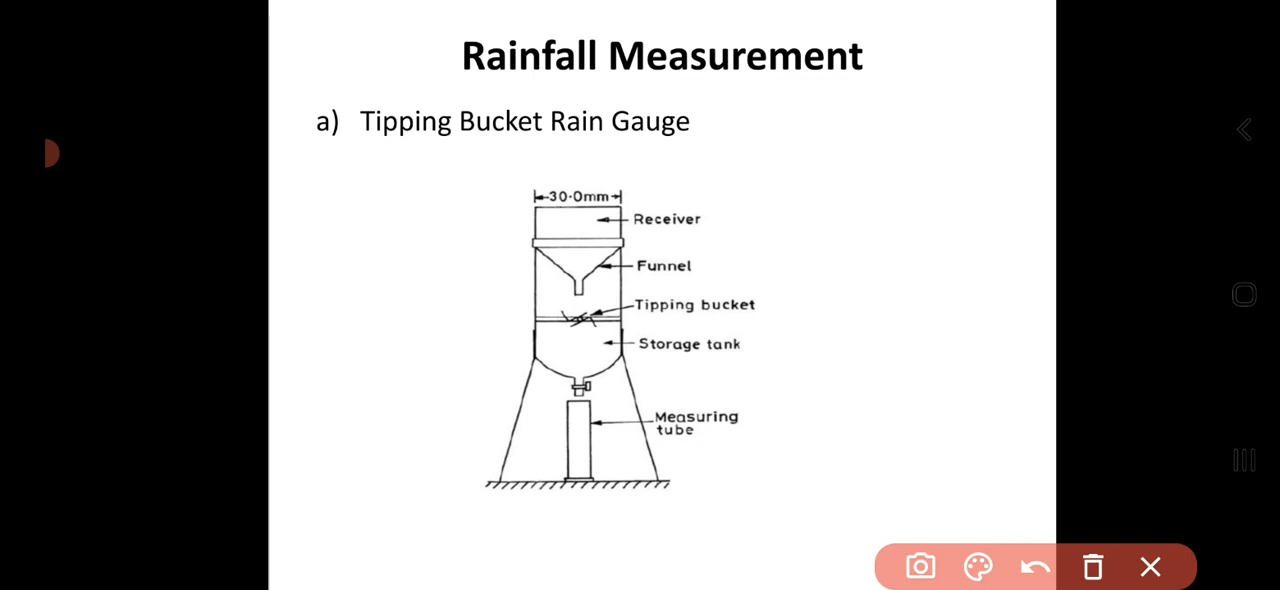 Rainfall Measurement
a) Tipping Bucket Rain Gauge
30·0mm
Receiver
Funnel
Tipping bucket
Storage tank
Measuring
tube